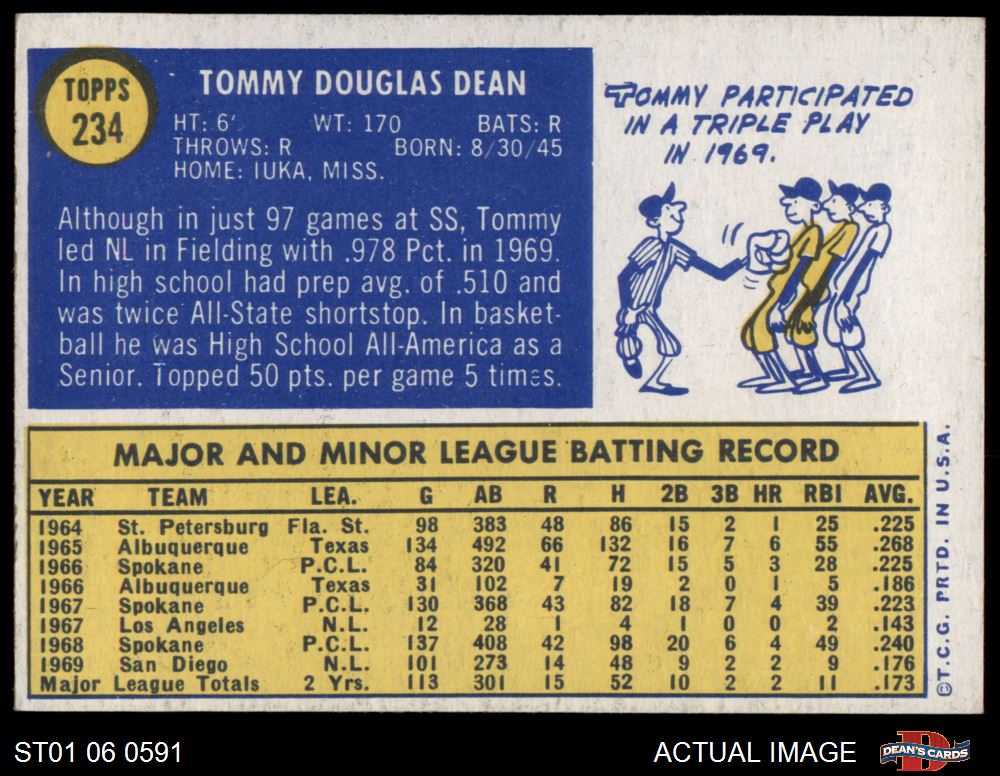 TOPPS
234
TOMMY DOUGLAS DEAN
HT: 6' WT: 170 BATS: R
THROWS: R BORN: 8/30/45
HOME: IUKA, MISS.
Although in just 97 games at SS, Tommy
led NL in Fielding with .978 Pct. in 1969.
In high school had prep avg. of .510 and
was twice All-State shortstop. In basket-
ball he was High School All-America as a
Senior. Topped 50 pts. per game 5 times.
TOMMY PARTICIPATED
IN A TRIPLE PLAY
IN 1969.
MAJOR AND MINOR LEAGUE BATTING RECORD
YEAR TEAM LEA. G AB R H 2B 3B HR RBI AVG.
1964 St. Petersburg Fla. St. 98 383 48 86 15 2 1 25 .225
1965 Albuquerque Texas 134 492 66 132 16 7 6 55 .268
1966 Spokane P.C.L. 84 320 41 72 15 5 3 28 .225
1966 Albuquerque Texas 31 102 7 19 2 0 1 5 .186
1967 Spokane P.C.L. 130 368 43 82 18 7 4 39 .223
1967 Los Angeles N.L. 12 28 1 4 1 0 0 2 .143
1968 Spokane P.C.L. 137 408 42 98 20 6 4 49 .240
1969 San Diego N.L. 101 273 14 48 9 2 2 9 .176
Major League Totals 2 Yrs. 113 301 15 52 10 2 2 11 .173
©T.C.G. PRTD. IN U.S.A.
ST01 06 0591
ACTUAL IMAGE
D
DEAN'S CARDS